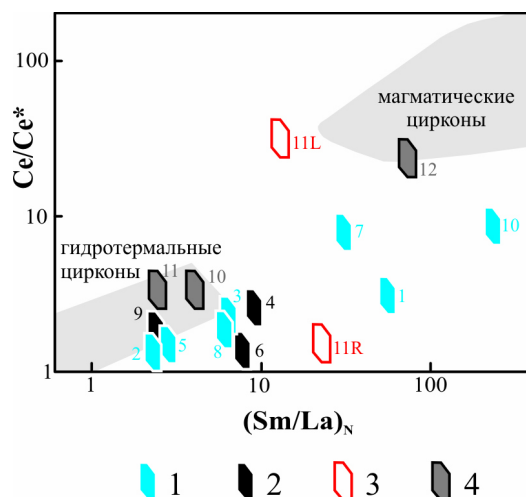 100
10
1
Ce/Ce*
магматические
цирконы
11L
12
7
10
гидротермальные
цирконы
11
10
3
4
1
9
2
5
8
6
11R
1
10
100
(Sm/La)N
1
2
3
4